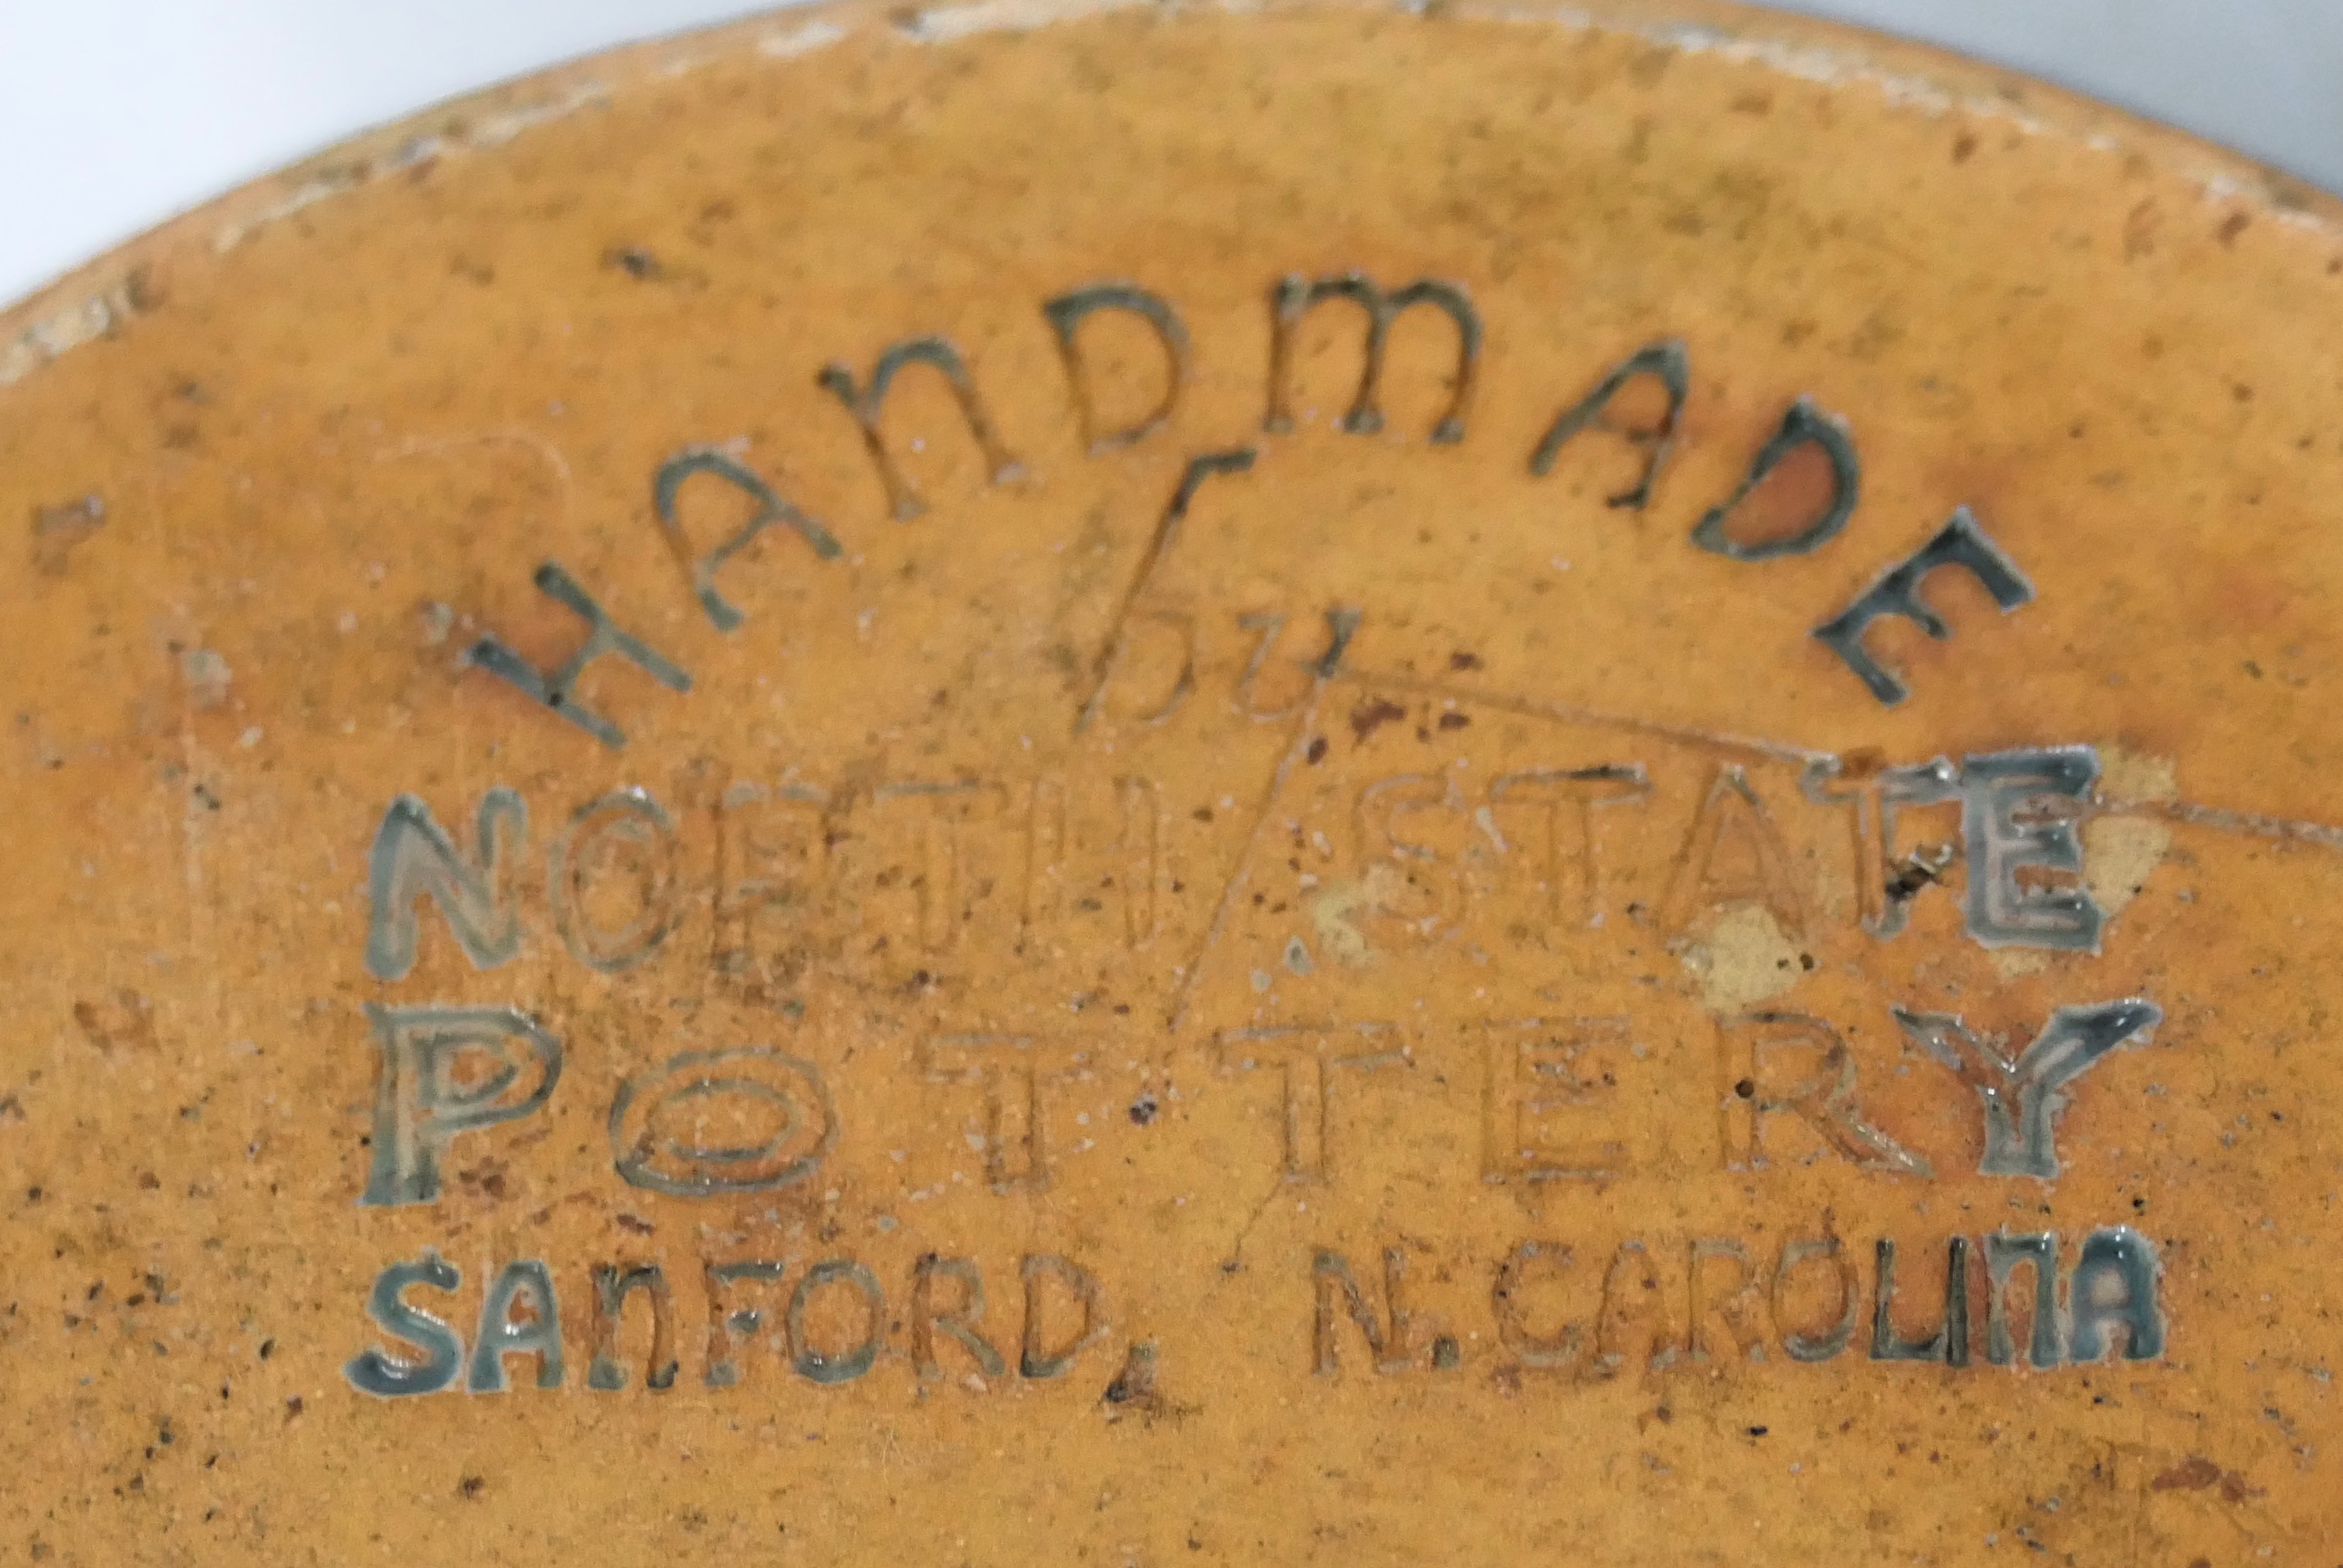 HAnDmADE
by
NORTH STATE
POTTERY
SAnFORD, N. CAROLInA